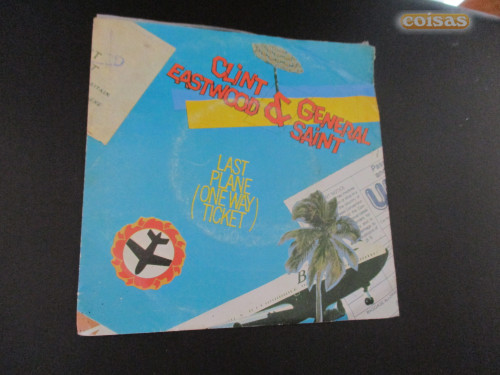 coisas
CLINT
EASTWOOD
& GENERAL
SAINT
LAST
PLANE
(ONE WAY)
(TICKET)
B